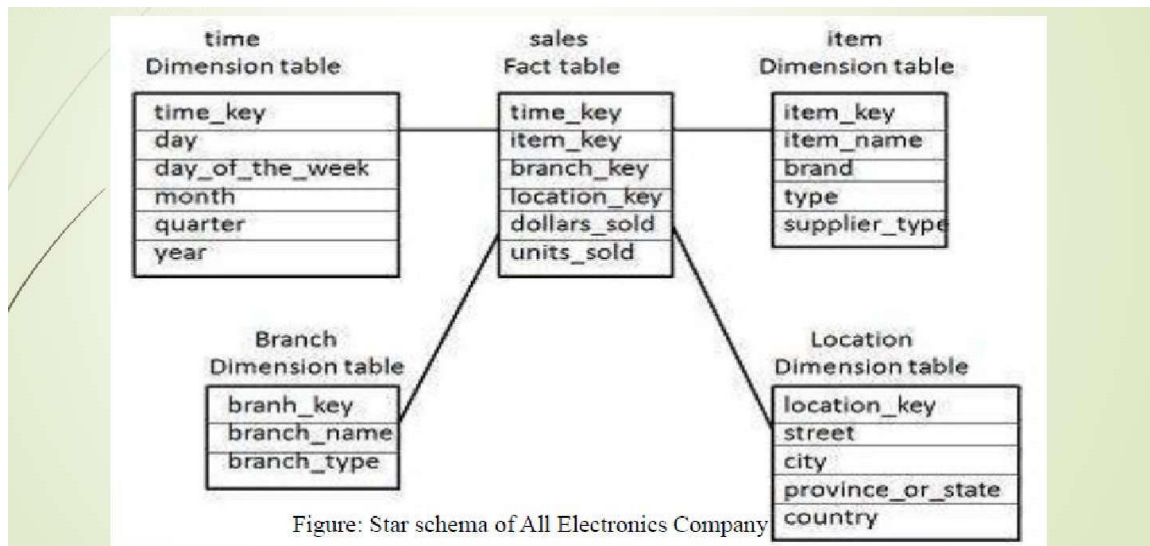 time
Dimension table
time_key
day
day_of_the_week
month
quarter
year
sales
Fact table
time_key
item_key
branch_key
location_key
dollars_sold
units_sold
item
Dimension table
item_key
item_name
brand
type
supplier_type
Branch
Dimension table
branh_key
branch_name
branch_type
Location
Dimension table
location_key
street
city
province_or_state
country
Figure: Star schema of All Electronics Company